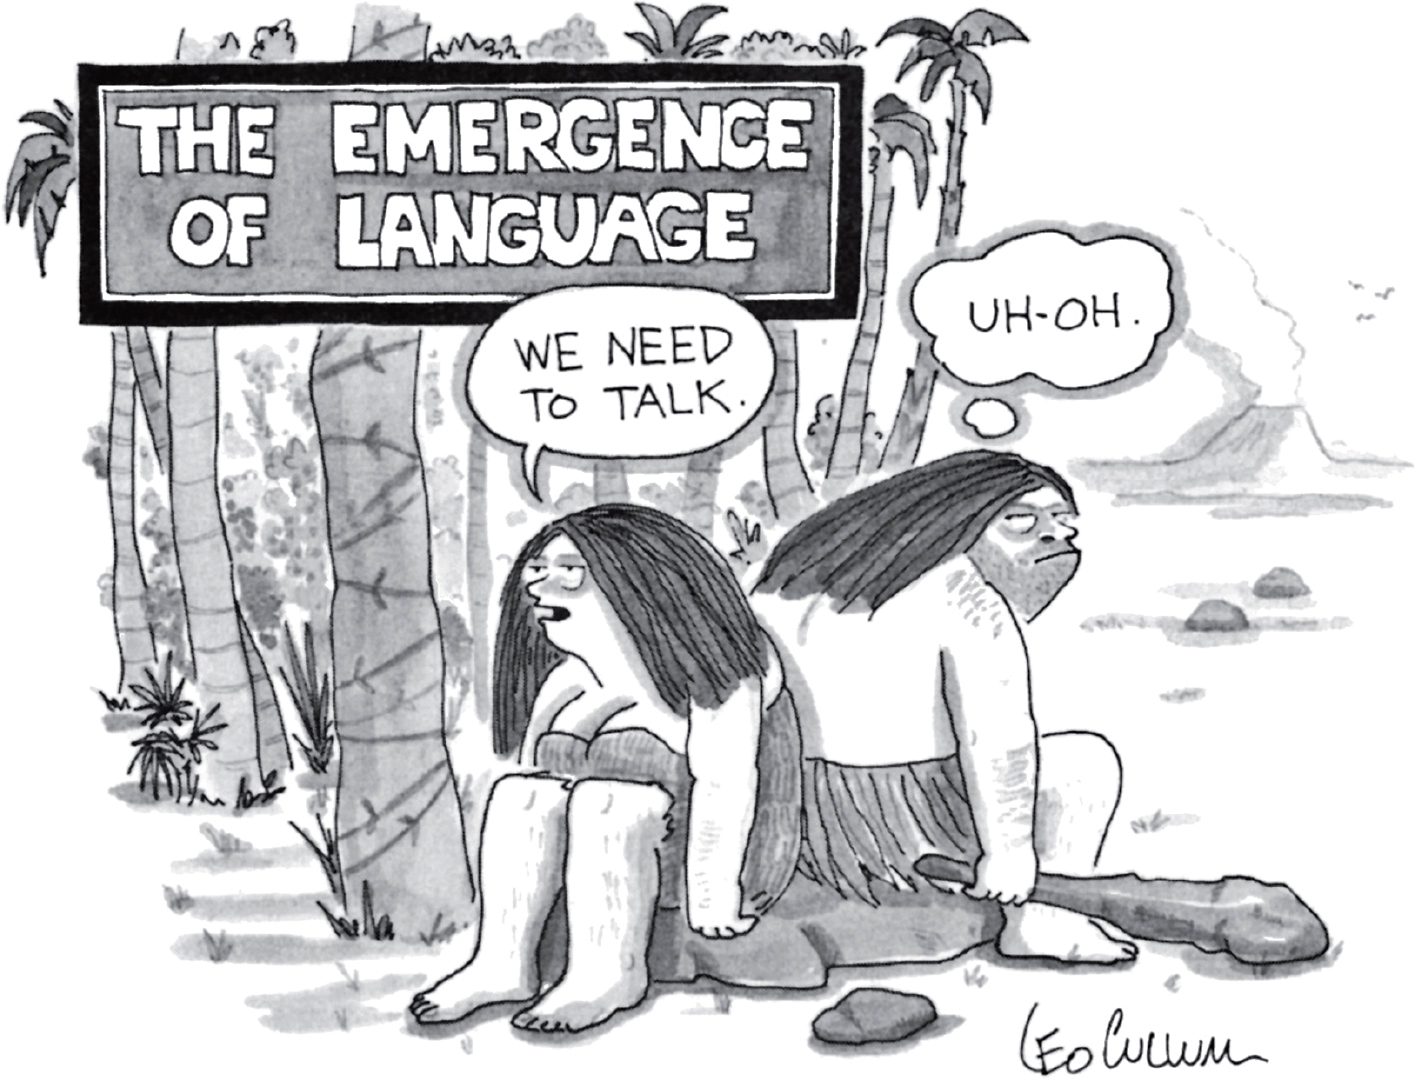 THE EMERGENCE
OF LANGUAGE
WE NEED
TO TALK.
UH-OH.
LEO CULLUM